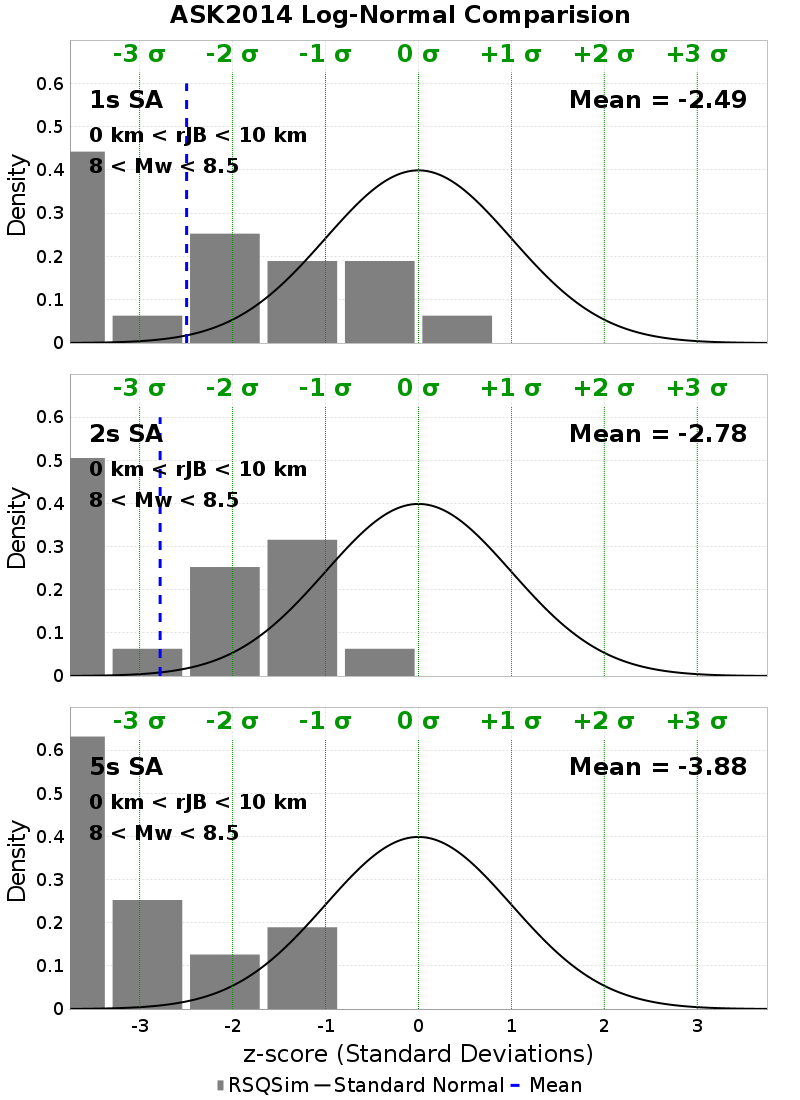 ASK2014 Log-Normal Comparision
-3 σ -2 σ -1 σ 0 σ +1 σ +2 σ +3 σ
1s SA Mean = -2.49
0 km < rJB < 10 km
8 < Mw < 8.5
Density
0.6
0.5
0.4
0.3
0.2
0.1
0
-3 σ -2 σ -1 σ 0 σ +1 σ +2 σ +3 σ
2s SA Mean = -2.78
0 km < rJB < 10 km
8 < Mw < 8.5
Density
0.6
0.5
0.4
0.3
0.2
0.1
0
-3 σ -2 σ -1 σ 0 σ +1 σ +2 σ +3 σ
5s SA Mean = -3.88
0 km < rJB < 10 km
8 < Mw < 8.5
Density
0.6
0.5
0.4
0.3
0.2
0.1
0
-3 -2 -1 0 1 2 3
z-score (Standard Deviations)
RSQSim Standard Normal Mean